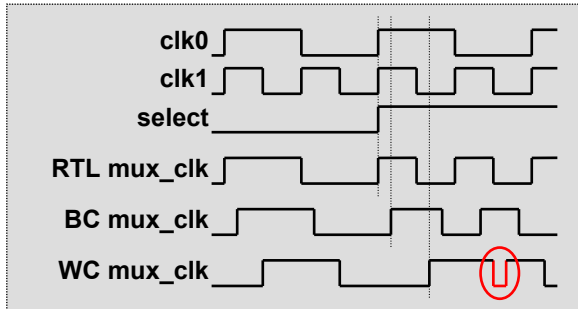 clk0
clk1
select
RTL mux_clk
BC mux_clk
WC mux_clk